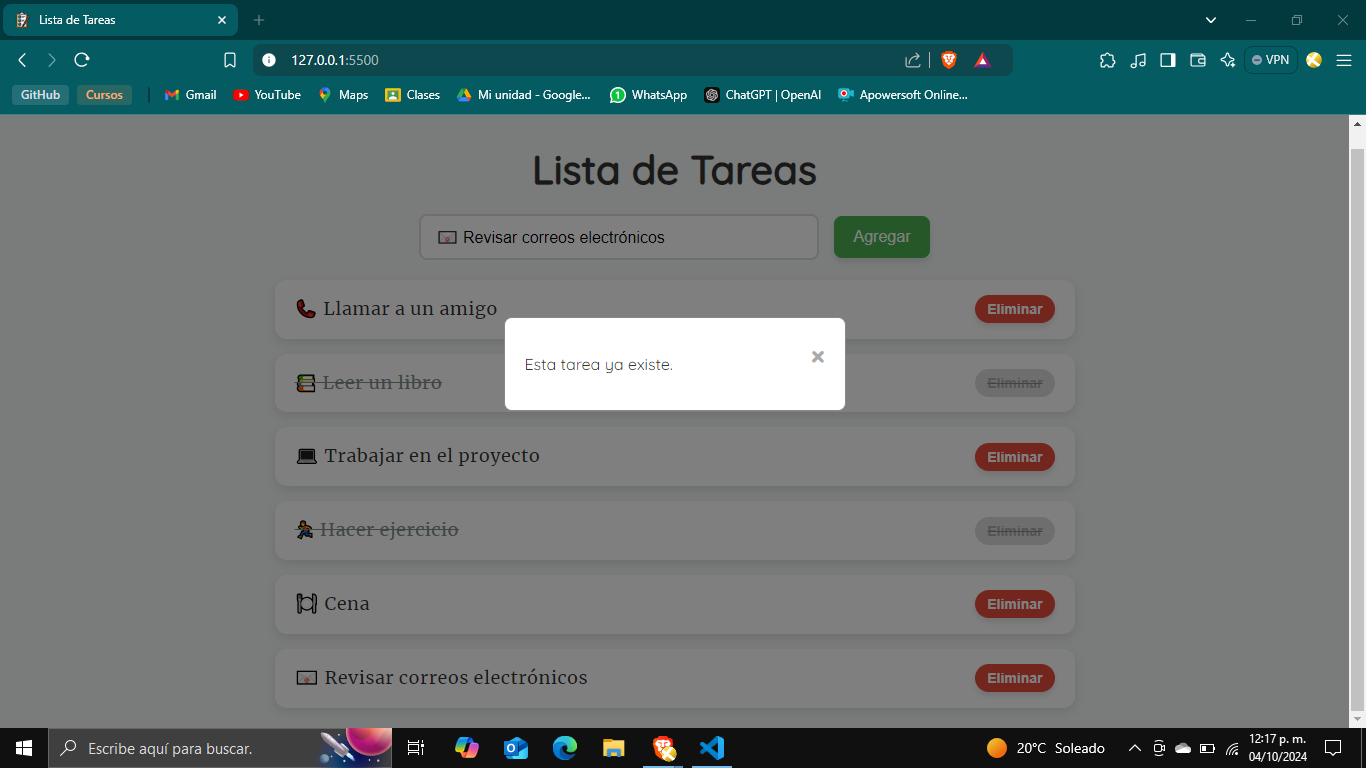 Lista de Tareas
127.0.0.1:5500
VPN
GitHub Cursos Gmail YouTube Maps Clases Mi unidad - Google... WhatsApp ChatGPT | OpenAI Apowersoft Online...
Lista de Tareas
Revisar correos electrónicos Agregar
Llamar a un amigo Eliminar
Esta tarea ya existe. ×
Leer un libro Eliminar
Trabajar en el proyecto Eliminar
Hacer ejercicio Eliminar
Cena Eliminar
Revisar correos electrónicos Eliminar
Escribe aquí para buscar. 20°C Soleado 12:17 p. m.
04/10/2024